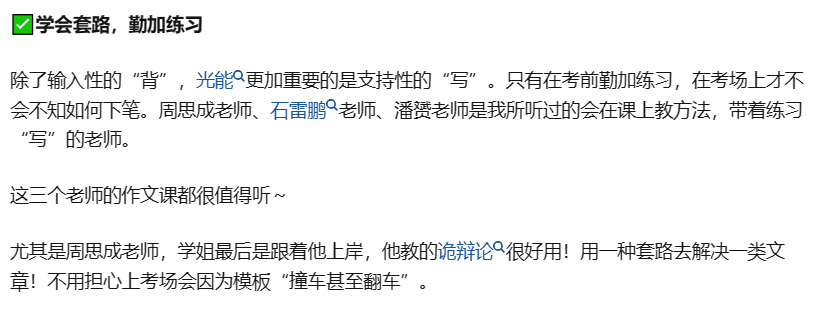 ✅学会套路，勤加练习
除了输入性的“背”，光能更加重要的是支持性的“写”。只有在考前勤加练习，在考场上才不
会不知如何下笔。周思成老师、石雷鹏老师、潘赟老师是我所听过的会在课上教方法，带着练习
“写”的老师。
这三个老师的作文课都很值得听～
尤其是周思成老师，学姐最后是跟着他上岸，他教的诡辩论很好用！用一种套路去解决一类文
章！不用担心上考场会因为模板“撞车甚至翻车”。